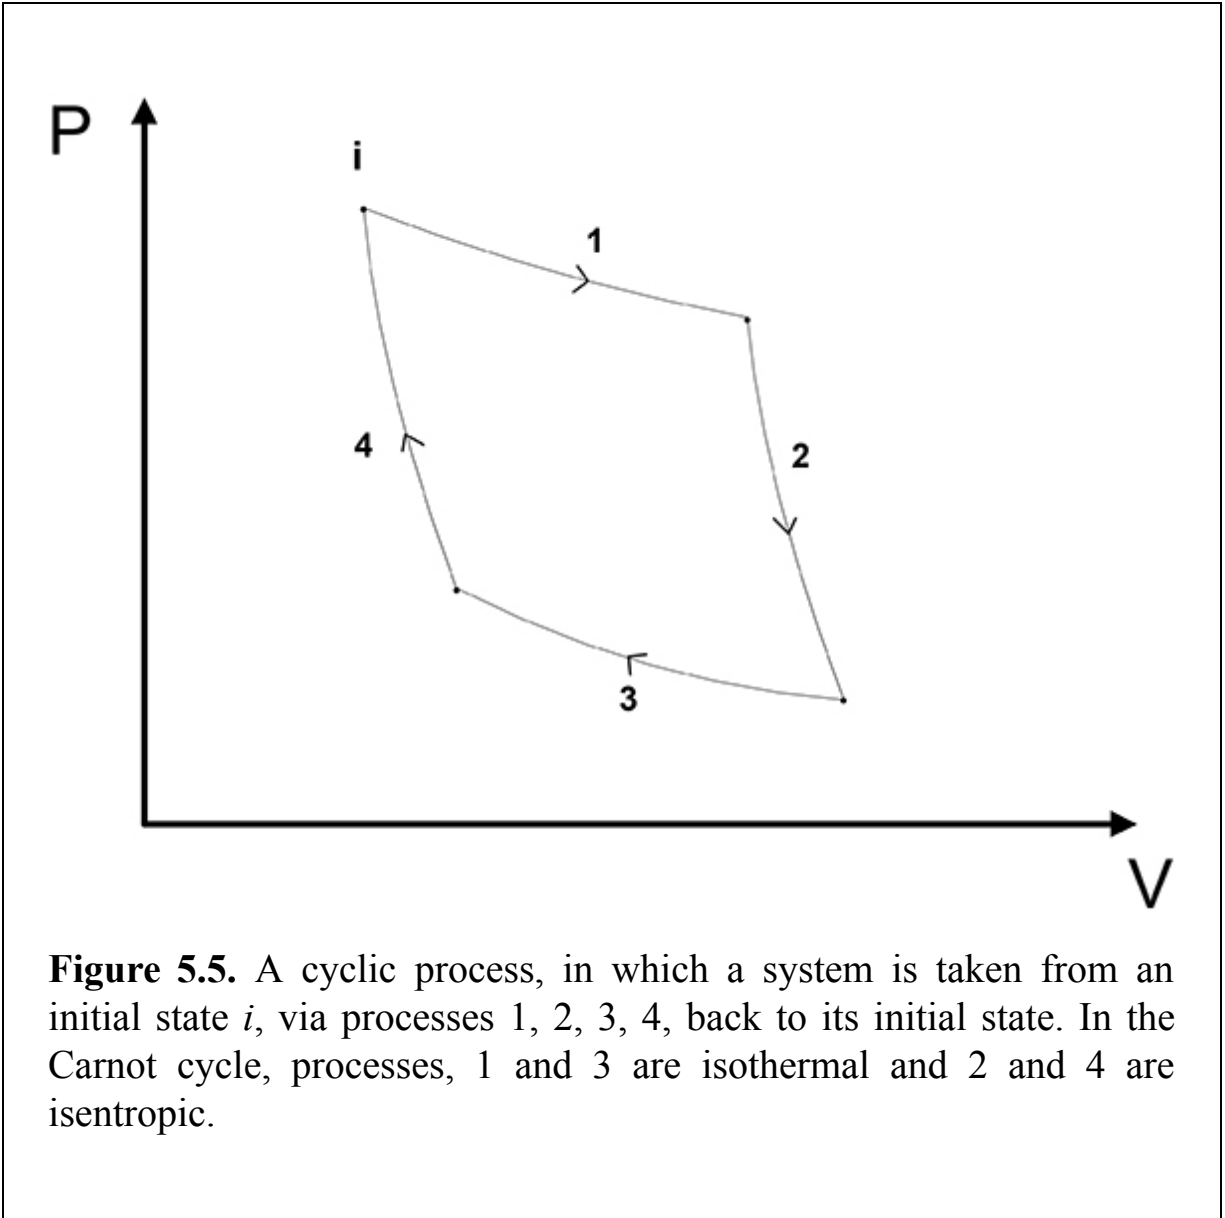 P
i
1
4
2
3
V
Figure 5.5. A cyclic process, in which a system is taken from an
initial state i, via processes 1, 2, 3, 4, back to its initial state. In the
Carnot cycle, processes, 1 and 3 are isothermal and 2 and 4 are
isentropic.